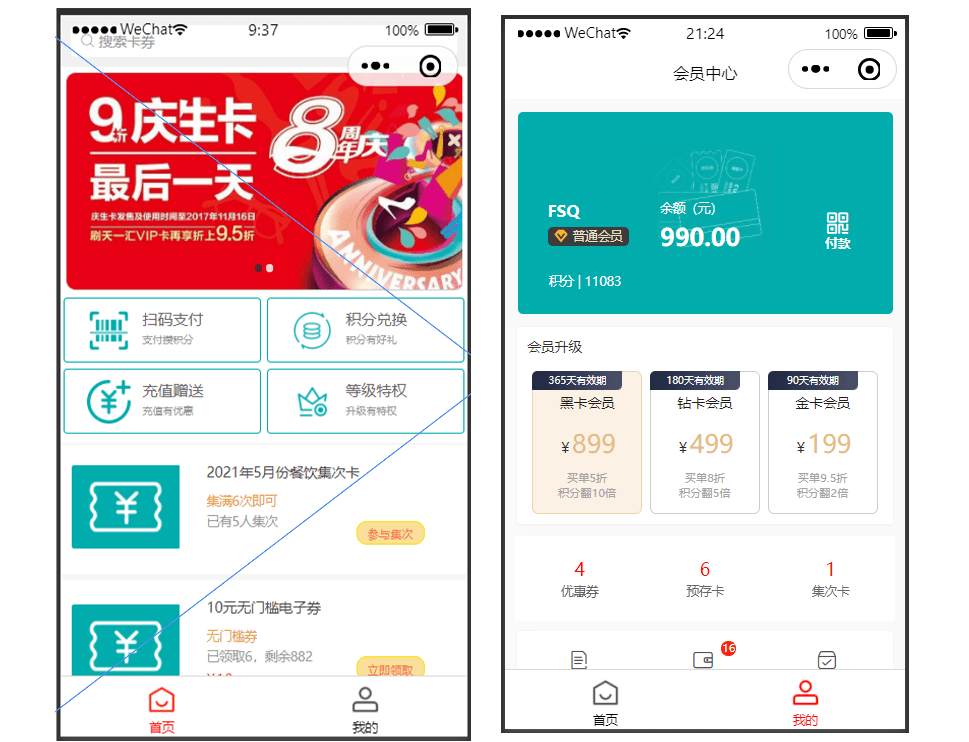 WeChat 9:37 100%
搜索卡券
9折 庆生卡
8周年庆
最后一天
庆生卡发售及使用时间至2017年11月16日
刷天一汇VIP卡再享折上9.5折
ANNIVERSARY
扫码支付
支付攒积分
积分兑换
积分有好礼
充值赠送
充值有优惠
等级特权
升级有特权
2021年5月份餐饮集次卡
集满6次即可
已有5人集次
参与集次
10元无门槛电子券
无门槛券
已领取6，剩余882
立即领取
首页
我的
WeChat 21:24 100%
会员中心
FSQ
普通会员
余额（元）
990.00
付款
积分 | 11083
会员升级
365天有效期
黑卡会员
¥899
买单5折
积分翻10倍
180天有效期
钻卡会员
¥499
买单8折
积分翻5倍
90天有效期
金卡会员
¥199
买单9.5折
积分翻2倍
4
优惠券
6
预存卡
1
集次卡
16
首页
我的